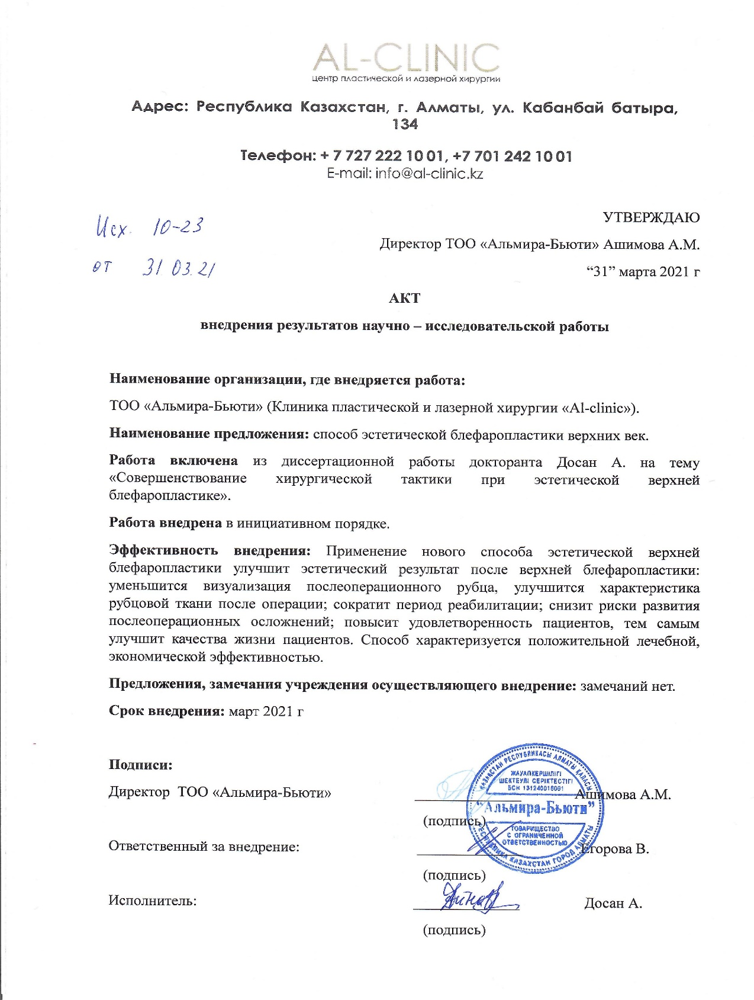 AL-CLINIC
центр пластической и лазерной хирургии
Адрес: Республика Казахстан, г. Алматы, ул. Кабанбай батыра,
134
Телефон: + 7 727 222 10 01, +7 701 242 10 01
E-mail: info@al-clinic.kz
Исх. 10-23
от 31 03. 21
УТВЕРЖДАЮ
Директор ТОО «Альмира-Бьюти» Ашимова А.М.
“31” марта 2021 г
АКТ
внедрения результатов научно – исследовательской работы
Наименование организации, где внедряется работа:
ТОО «Альмира-Бьюти» (Клиника пластической и лазерной хирургии «Al-clinic»).
Наименование предложения: способ эстетической блефаропластики верхних век.
Работа включена из диссертационной работы докторанта Досан А. на тему
«Совершенствование хирургической тактики при эстетической верхней
блефаропластике».
Работа внедрена в инициативном порядке.
Эффективность внедрения: Применение нового способа эстетической верхней
блефаропластики улучшит эстетический результат после верхней блефаропластики:
уменьшится визуализация послеоперационного рубца, улучшится характеристика
рубцовой ткани после операции; сократит период реабилитации; снизит риски развития
послеоперационных осложнений; повысит удовлетворенность пациентов, тем самым
улучшит качества жизни пациентов. Способ характеризуется положительной лечебной,
экономической эффективностью.
Предложения, замечания учреждения осуществляющего внедрение: замечаний нет.
Срок внедрения: март 2021 г
Подписи:
Директор ТОО «Альмира-Бьюти» Ашимова А.М.
(подпись)
Ответственный за внедрение: Егорова В.
(подпись)
Исполнитель: Досан А.
(подпись)
ҚАЗАҚСТАН РЕСПУБЛИКАСЫ АЛМАТЫ ҚАЛАСЫ
ЖАУАПКЕРШІЛІГІ
ШЕКТЕУЛІ СЕРІКТЕСТІГІ
БСН 131240016091
“Альмира-Бьюти”
ТОВАРИЩЕСТВО
С ОГРАНИЧЕННОЙ
ОТВЕТСТВЕННОСТЬЮ
РЕСПУБЛИКА КАЗАХСТАН ГОРОД АЛМАТЫ